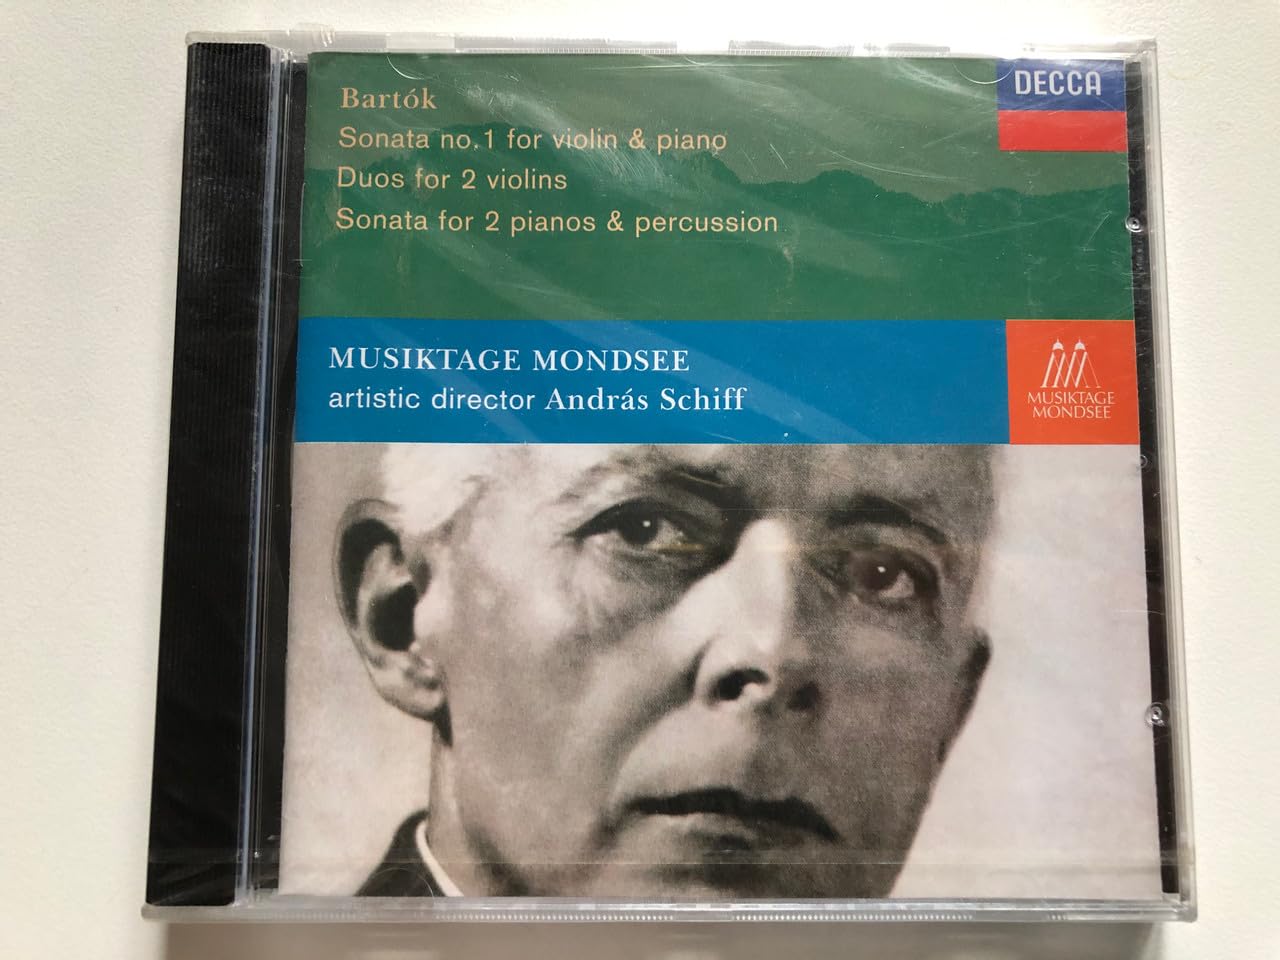 Bartók
Sonata no.1 for violin & piano
Duos for 2 violins
Sonata for 2 pianos & percussion
DECCA
MUSIKTAGE MONDSEE
artistic director András Schiff
MUSIKTAGE
MONDSEE